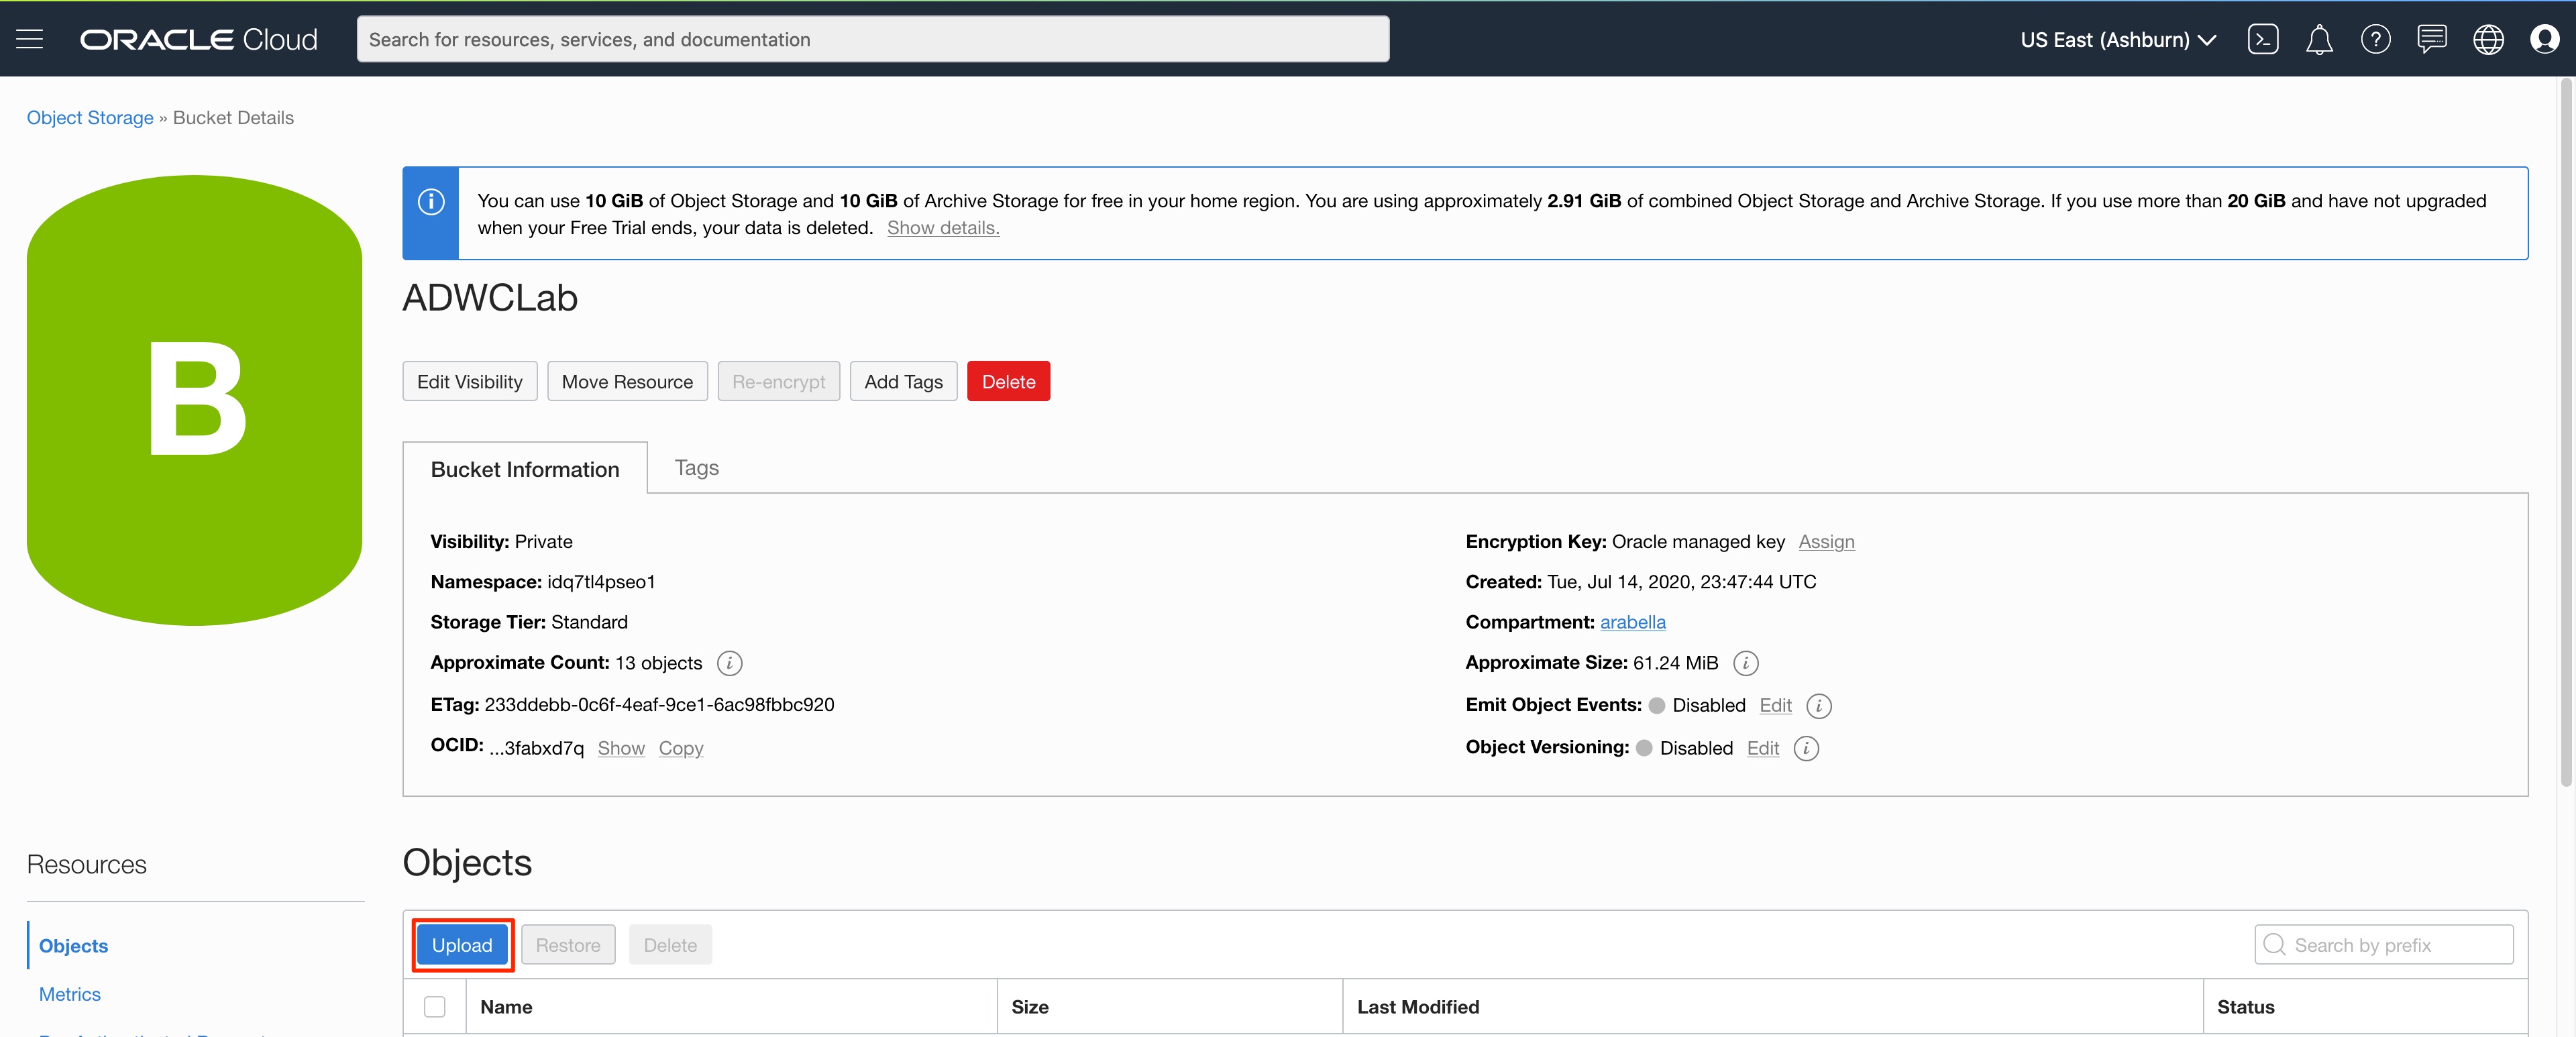 ORACLE Cloud
Search for resources, services, and documentation
US East (Ashburn)
Object Storage » Bucket Details
B
You can use 10 GiB of Object Storage and 10 GiB of Archive Storage for free in your home region. You are using approximately 2.91 GiB of combined Object Storage and Archive Storage. If you use more than 20 GiB and have not upgraded
when your Free Trial ends, your data is deleted. Show details.
ADWCLab
Edit Visibility Move Resource Re-encrypt Add Tags Delete
Bucket Information Tags
Visibility: Private
Namespace: idq7tl4pseo1
Storage Tier: Standard
Approximate Count: 13 objects
ETag: 233ddebb-0c6f-4eaf-9ce1-6ac98fbbc920
OCID: ...3fabxd7q Show Copy
Encryption Key: Oracle managed key Assign
Created: Tue, Jul 14, 2020, 23:47:44 UTC
Compartment: arabella
Approximate Size: 61.24 MiB
Emit Object Events: Disabled Edit
Object Versioning: Disabled Edit
Resources
Objects
Metrics
Objects
Upload Restore Delete
Search by prefix
Name Size Last Modified Status